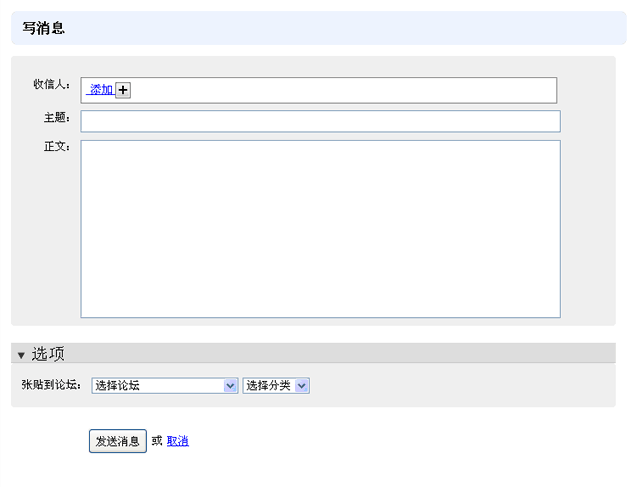 写消息
收信人: 添加
主题:
正文:
▼ 选项
张贴到论坛: 选择论坛 选择分类
发送消息 或 取消